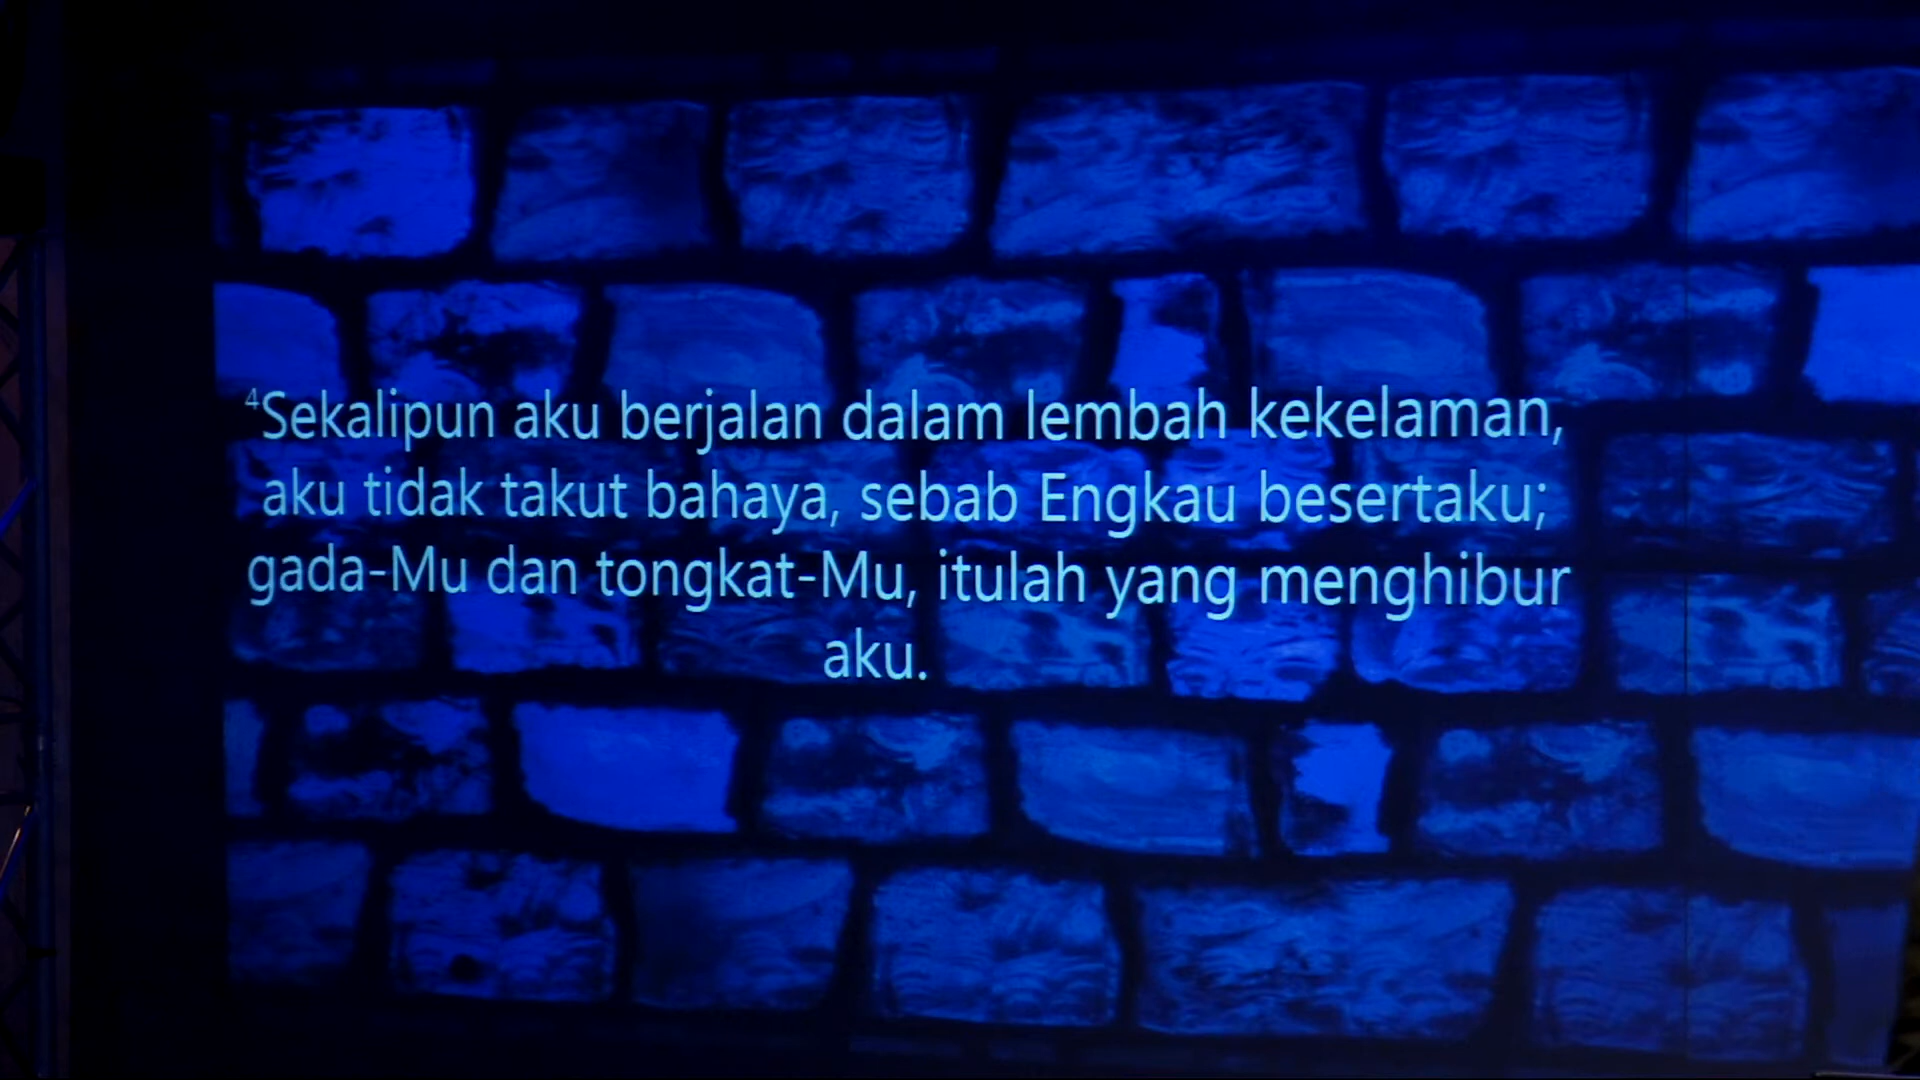 ⁴Sekalipun aku berjalan dalam lembah kekelaman,
aku tidak takut bahaya, sebab Engkau besertaku;
gada-Mu dan tongkat-Mu, itulah yang menghibur
aku.